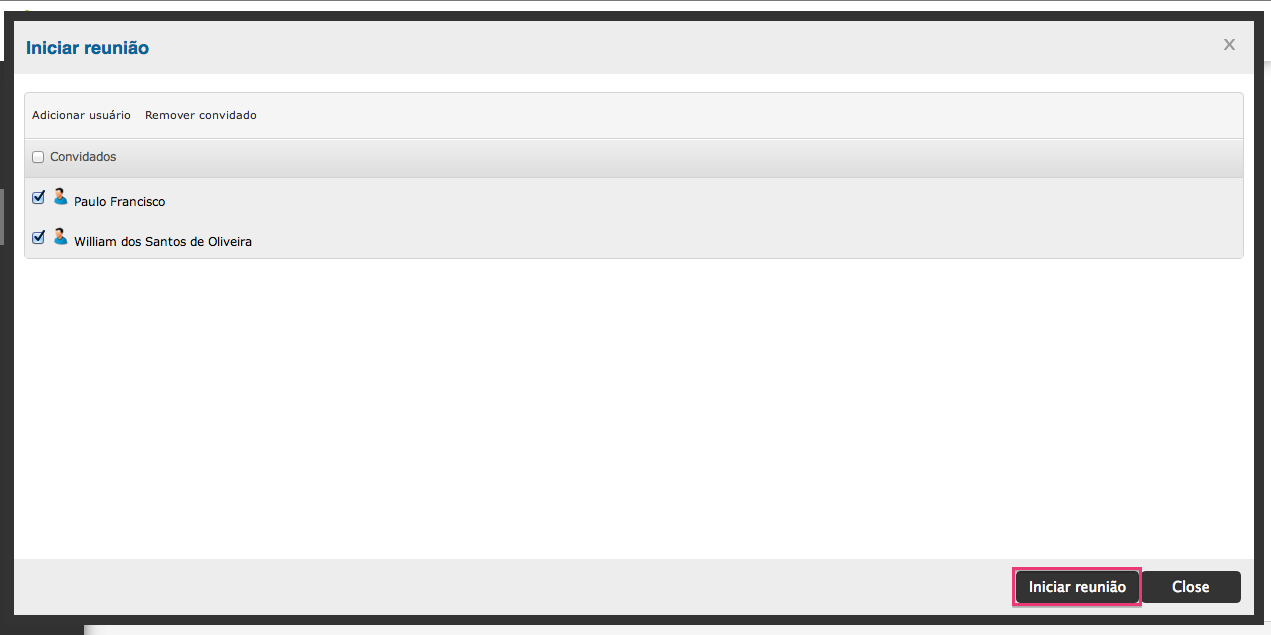 Iniciar reunião
X
Adicionar usuário Remover convidado
Convidados
Paulo Francisco
William dos Santos de Oliveira
Iniciar reunião Close